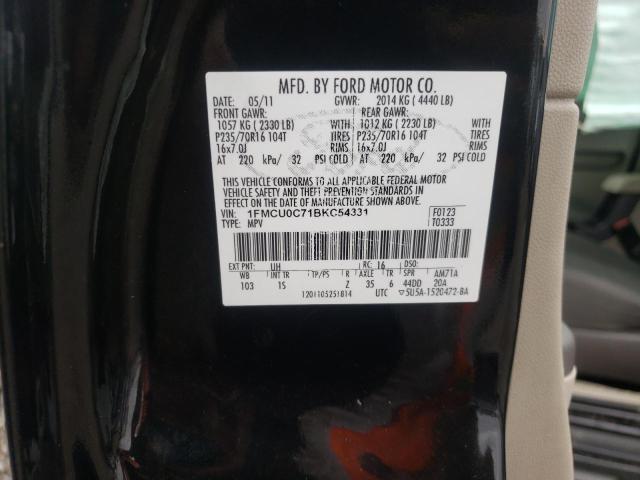 MFD. BY FORD MOTOR CO.
DATE: 05/11 GVWR: 2014 KG (4440 LB)
FRONT GAWR: REAR GAWR:
1057 KG (2330 LB) WITH 1012 KG (2230 LB) WITH
P235/70R16 104T TIRES P235/70R16 104T TIRES
16x7.0J RIMS 16x7.0J RIMS
AT 220 kPa/ 32 PSI COLD AT 220 kPa/ 32 PSI COLD
THIS VEHICLE CONFORMS TO ALL APPLICABLE FEDERAL MOTOR
VEHICLE SAFETY AND BUMPER AND THEFT PREVENTION STANDARDS IN
EFFECT ON THE DATE OF MANUFACTURE SHOWN ABOVE.
VIN: 1FMCU0C71BKC54331 F0123
TYPE: MPV T0333
EXT PNT: UH RC: 16 DSO:
WB INT TR TP/PS R AXLE TR SPR AM71A
103 1S Z 35 6 44DD 20A
1201105251814 UTC ▽5U5A-1520472-BA